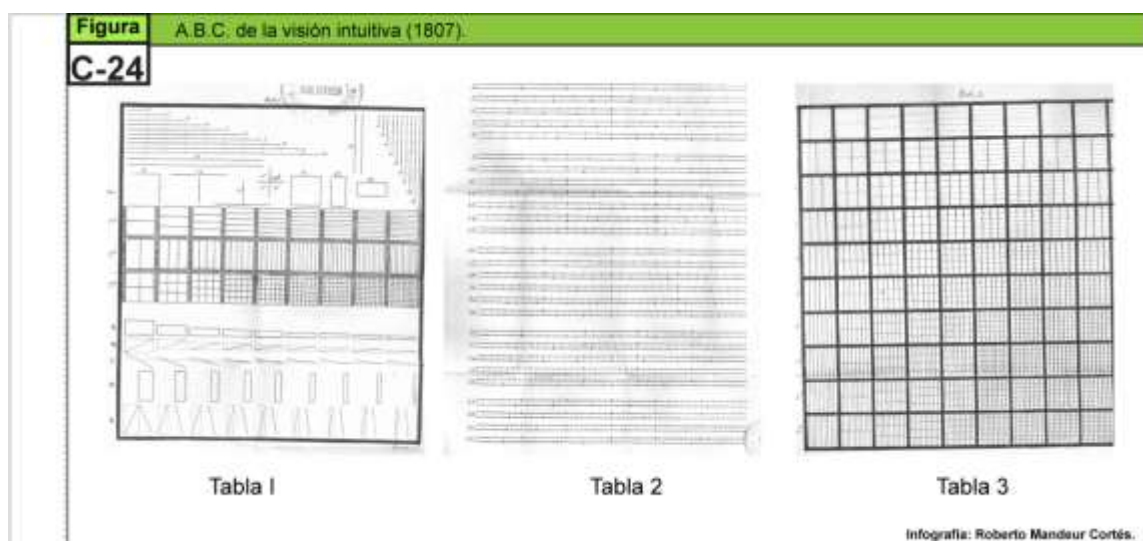 Figura
A.B.C. de la visión intuitiva (1807).
C-24
Tabla I
Tabla 2
Tabla 3
Infografía: Roberto Mandeur Cortés.